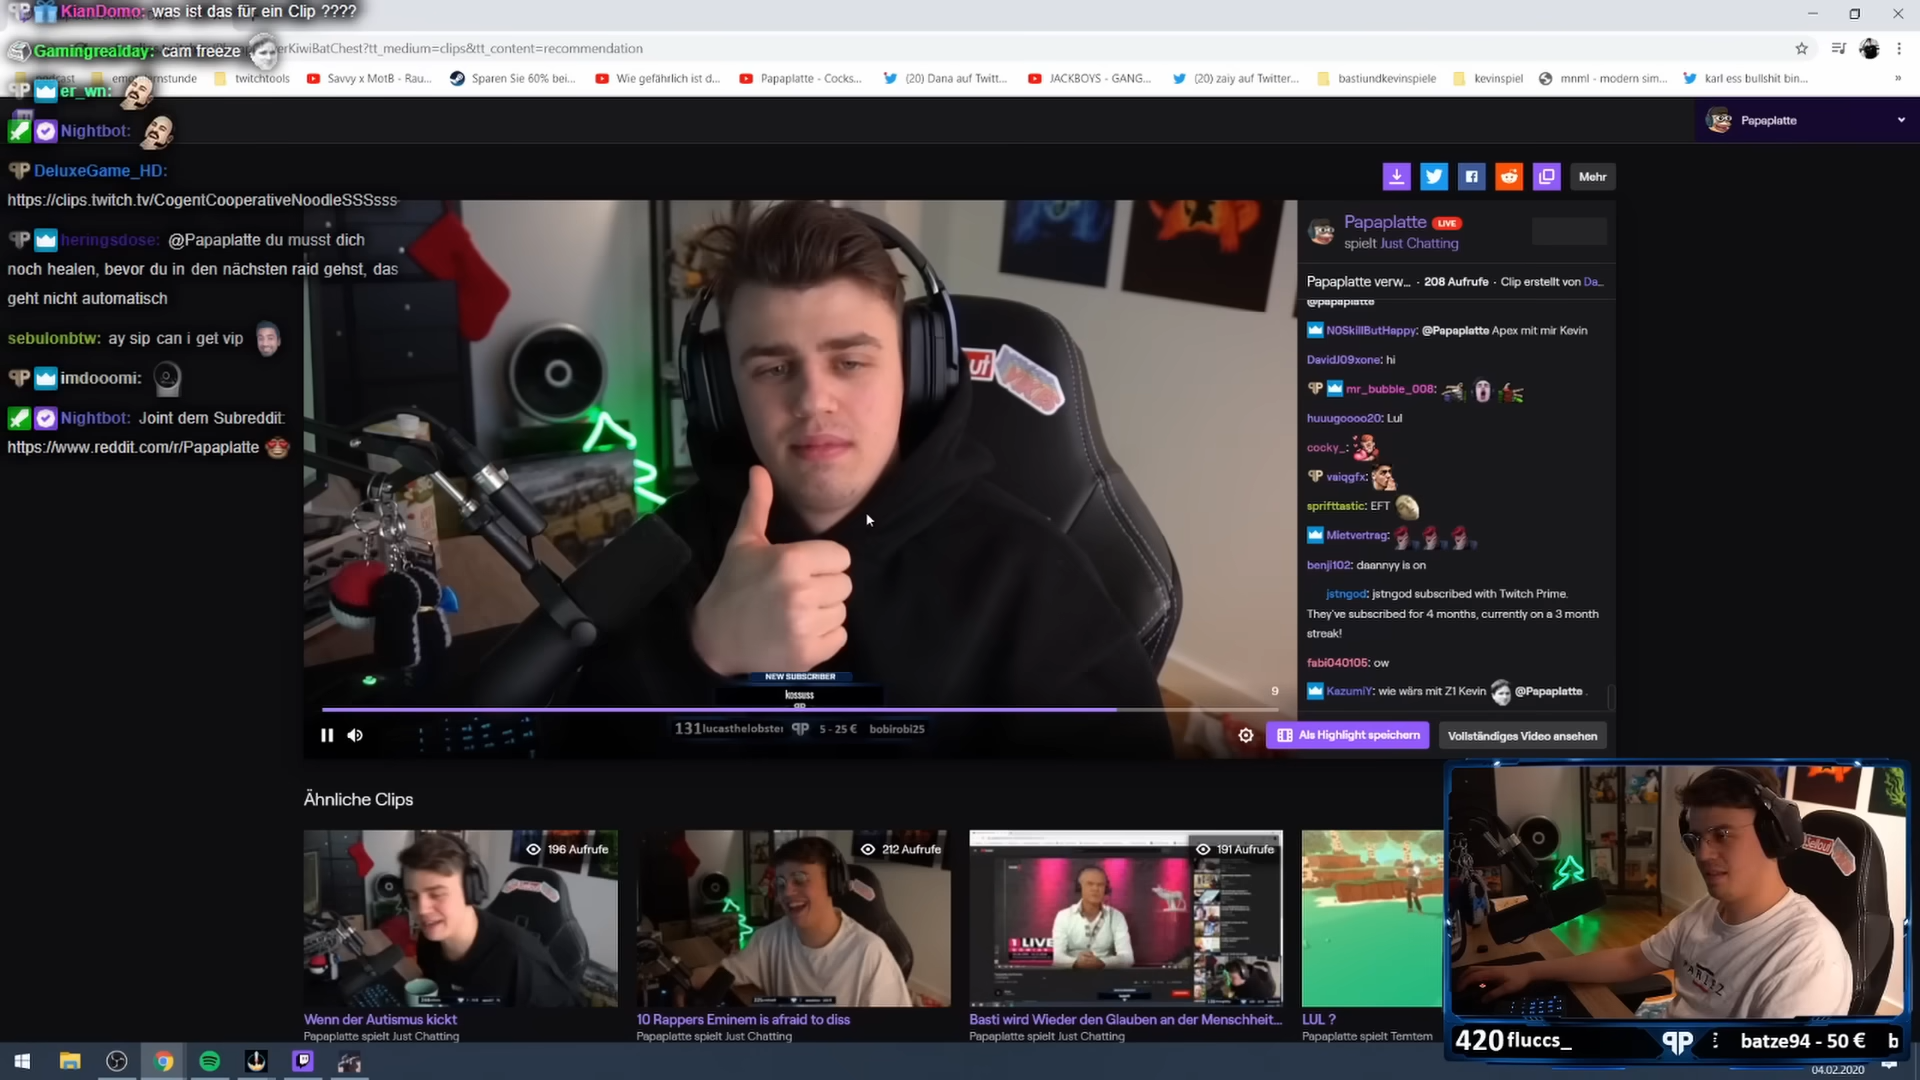 KianDomo: was ist das für ein Clip ????
Gamingrealday: cam freeze
erKiwiBatChest?tt_medium=clips&tt_content=recommendation
twitchtools
Savvy x MotB - Rau...
Sparen Sie 60% bei...
Wie gefährlich ist d...
Papaplatte - Cocks...
(20) Dana auf Twitt...
JACKBOYS - GANG...
(20) zaiy auf Twitter...
bastiundkevinspiele
kevinspiel
mnml - modern sim...
karl ess bullshit bin...
er_wn:
Nightbot:
DeluxeGame_HD:
https://clips.twitch.tv/CogentCooperativeNoodleSSSsss
heringsdose: @Papaplatte du musst dich
noch healen, bevor du in den nächsten raid gehst, das
geht nicht automatisch
sebulonbtw: ay sip can i get vip
imdooomi:
Nightbot: Joint dem Subreddit:
https://www.reddit.com/r/Papaplatte
Papaplatte
Mehr
Papaplatte LIVE
spielt Just Chatting
Papaplatte verw... · 208 Aufrufe · Clip erstellt von Da...
@papaplatte
N0SkillButHappy: @Papaplatte Apex mit mir Kevin
DavidJ09xone: hi
mr_bubble_008:
huuugoooo20: Lul
cocky_:
vaiqgfx:
sprifttastic: EFT
Mietvertrag:
benji102: daannyy is on
jstngod: jstngod subscribed with Twitch Prime.
They've subscribed for 4 months, currently on a 3 month
streak!
fabi040105: ow
KazumiY: wie wärs mit Z1 Kevin @Papaplatte .
NEW SUBSCRIBER
kossuss
9
131 lucasthelobster 5 - 25 € bobirobi25
Als Highlight speichern
Vollständiges Video ansehen
Ähnliche Clips
196 Aufrufe
212 Aufrufe
191 Aufrufe
1 LIVE
Wenn der Autismus kickt
Papaplatte spielt Just Chatting
10 Rappers Eminem is afraid to diss
Papaplatte spielt Just Chatting
Basti wird Wieder den Glauben an der Menschheit...
Papaplatte spielt Just Chatting
LUL ?
Papaplatte spielt Temtem
420 fluccs_
batze94 - 50 € b
04.02.2020